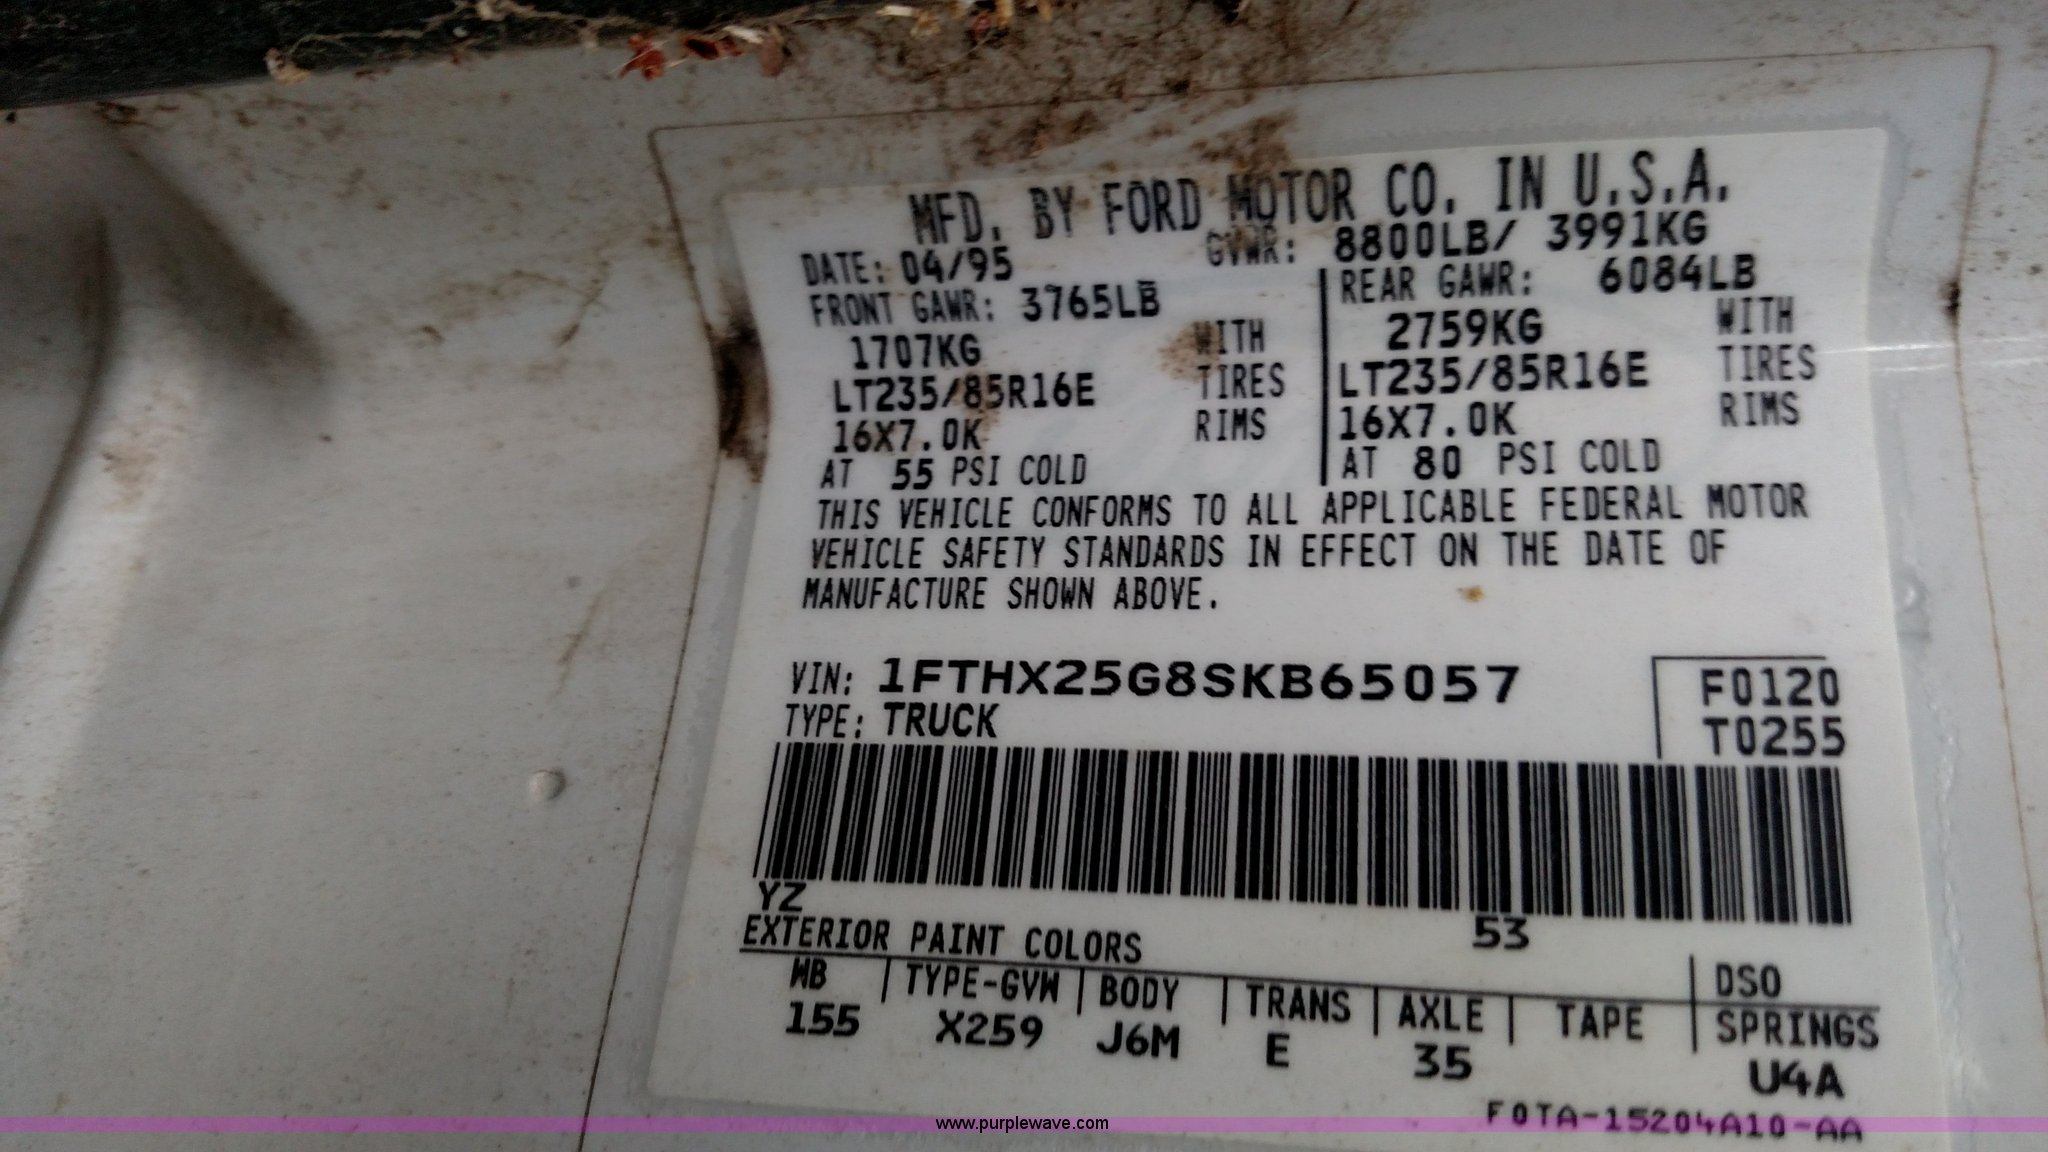 MFD. BY FORD MOTOR CO. IN U.S.A.
DATE: 04/95 GVWR: 8800LB/ 3991KG
FRONT GAWR: 3765LB
1707KG WITH
LT235/85R16E TIRES
16X7.0K RIMS
AT 55 PSI COLD
REAR GAWR: 6084LB
2759KG WITH
LT235/85R16E TIRES
16X7.0K RIMS
AT 80 PSI COLD
THIS VEHICLE CONFORMS TO ALL APPLICABLE FEDERAL MOTOR
VEHICLE SAFETY STANDARDS IN EFFECT ON THE DATE OF
MANUFACTURE SHOWN ABOVE.
VIN: 1FTHX25G8SKB65057
TYPE: TRUCK
F0120
T0255
YZ
53
EXTERIOR PAINT COLORS
DSO
WB | TYPE-GVW | BODY | TRANS | AXLE | TAPE | SPRINGS
155 X259 J6M E 35 U4A
F0TA-15204A10-AA
www.purplewave.com